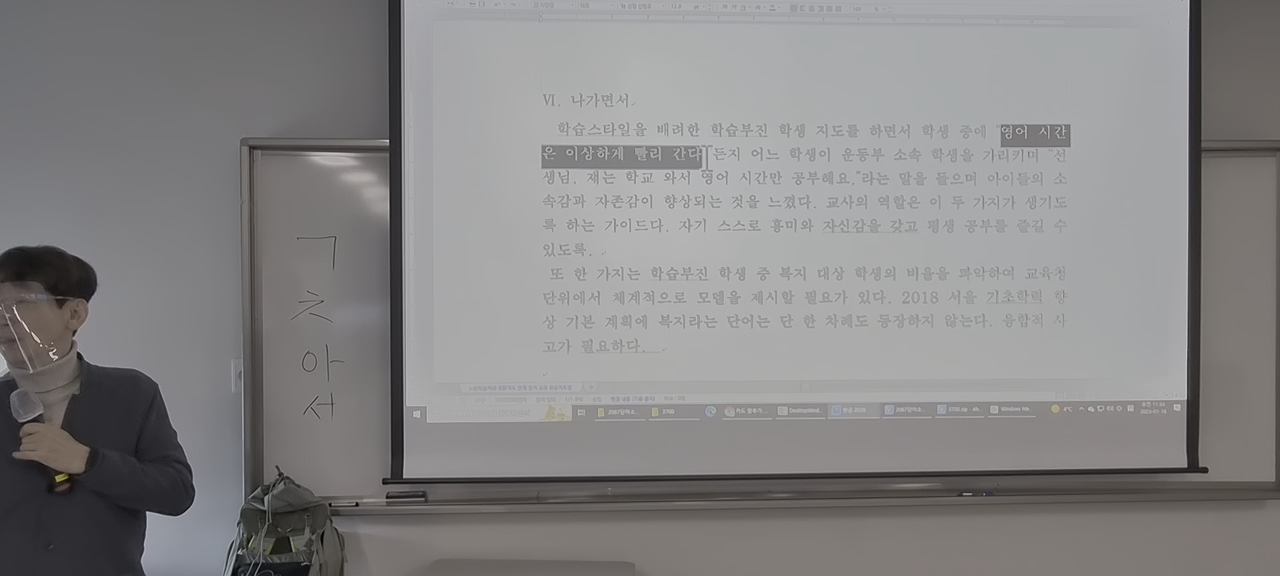 Ⅵ. 나가면서
학습스타일을 배려한 학습부진 학생 지도를 하면서 학생 중에 "영어 시간
은 이상하게 빨리 간다" 든지 어느 학생이 운동부 소속 학생을 가리키며 "선
생님, 쟤는 학교 와서 영어 시간만 공부해요,"라는 말을 들으며 아이들의 소
속감과 자존감이 향상되는 것을 느꼈다. 교사의 역할은 이 두 가지가 생기도
록 하는 가이드다. 자기 스스로 흥미와 자신감을 갖고 평생 공부를 즐길 수
있도록.
또 한 가지는 학습부진 학생 중 복지 대상 학생의 비율을 파악하여 교육청
단위에서 체계적으로 모델을 제시할 필요가 있다. 2018 서울 기초학력 향
상 기본 계획에 복지라는 단어는 단 한 차례도 등장하지 않는다. 융합적 사
고가 필요하다.
ㄱ
ㅊ
아
서
3700
4°C